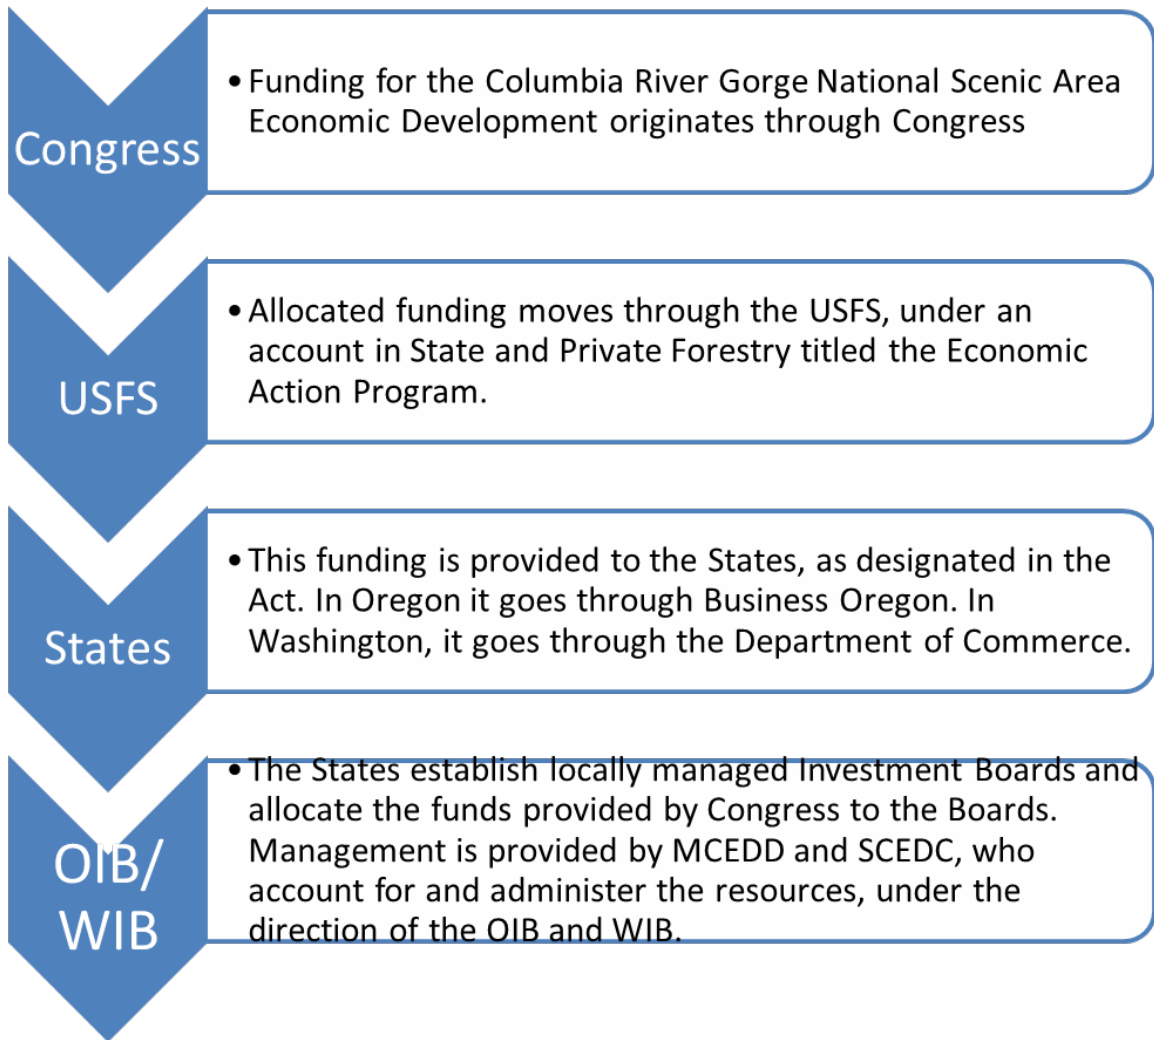 Congress
• Funding for the Columbia River Gorge National Scenic Area
Economic Development originates through Congress
USFS
• Allocated funding moves through the USFS, under an
account in State and Private Forestry titled the Economic
Action Program.
States
• This funding is provided to the States, as designated in the
Act. In Oregon it goes through Business Oregon. In
Washington, it goes through the Department of Commerce.
OIB/
WIB
• The States establish locally managed Investment Boards and
allocate the funds provided by Congress to the Boards.
Management is provided by MCEDD and SCEDC, who
account for and administer the resources, under the
direction of the OIB and WIB.